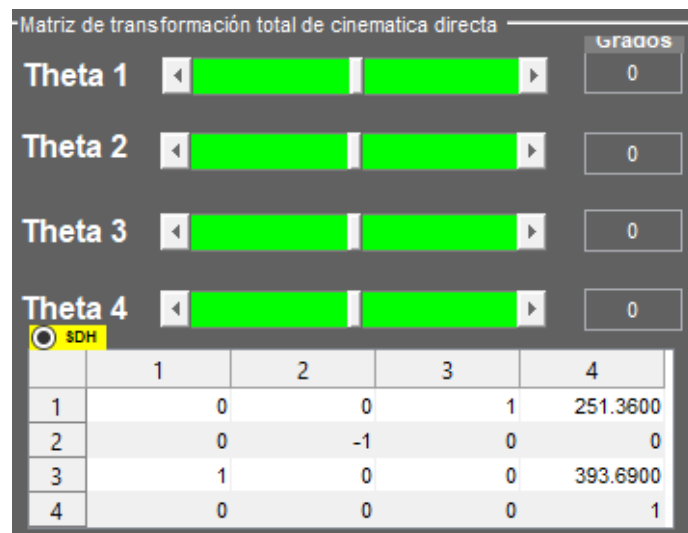 Matriz de transformación total de cinematica directa
Grados
Theta 1 0
Theta 2 0
Theta 3 0
Theta 4 0
SDH
1 2 3 4
1 0 0 1 251.3600
2 0 -1 0 0
3 1 0 0 393.6900
4 0 0 0 1